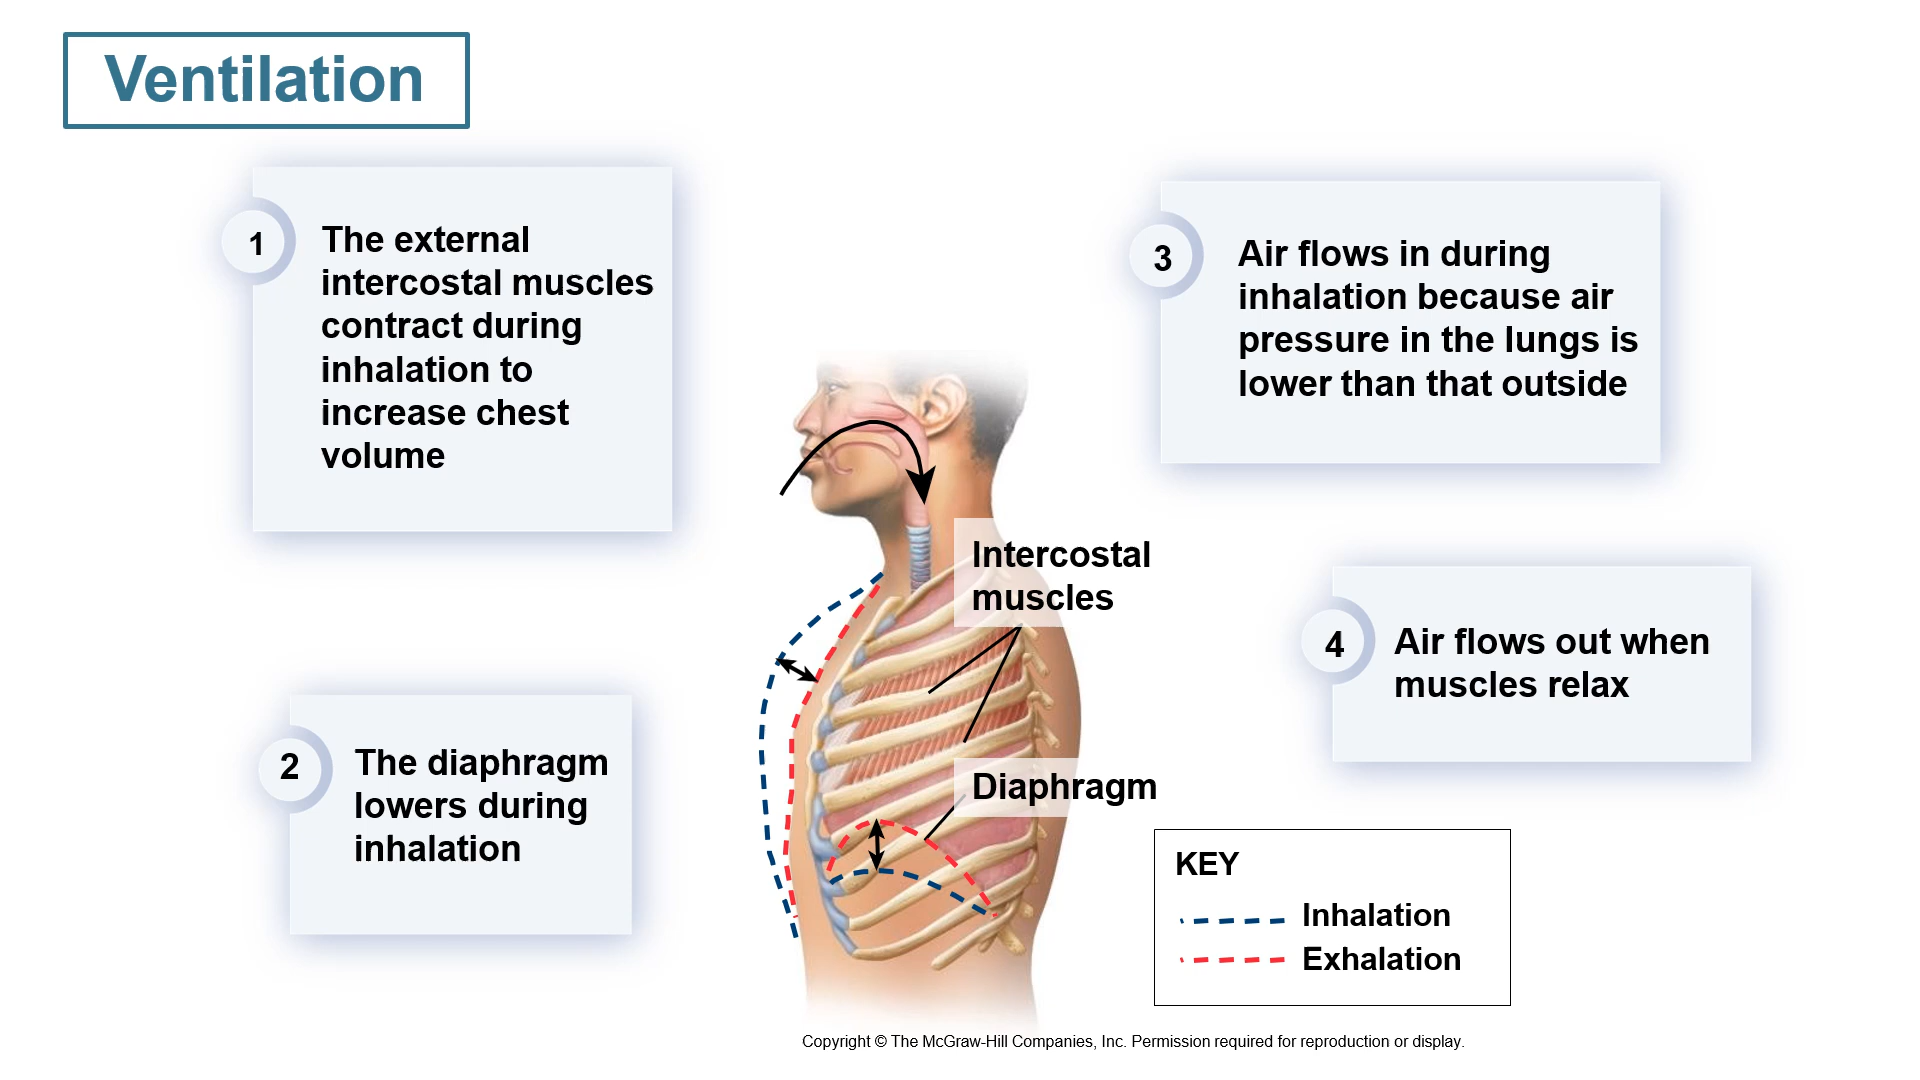 Ventilation
1
The external
intercostal muscles
contract during
inhalation to
increase chest
volume
2
The diaphragm
lowers during
inhalation
3
Air flows in during
inhalation because air
pressure in the lungs is
lower than that outside
4
Air flows out when
muscles relax
Intercostal
muscles
Diaphragm
KEY
Inhalation
Exhalation
Copyright © The McGraw-Hill Companies, Inc. Permission required for reproduction or display.